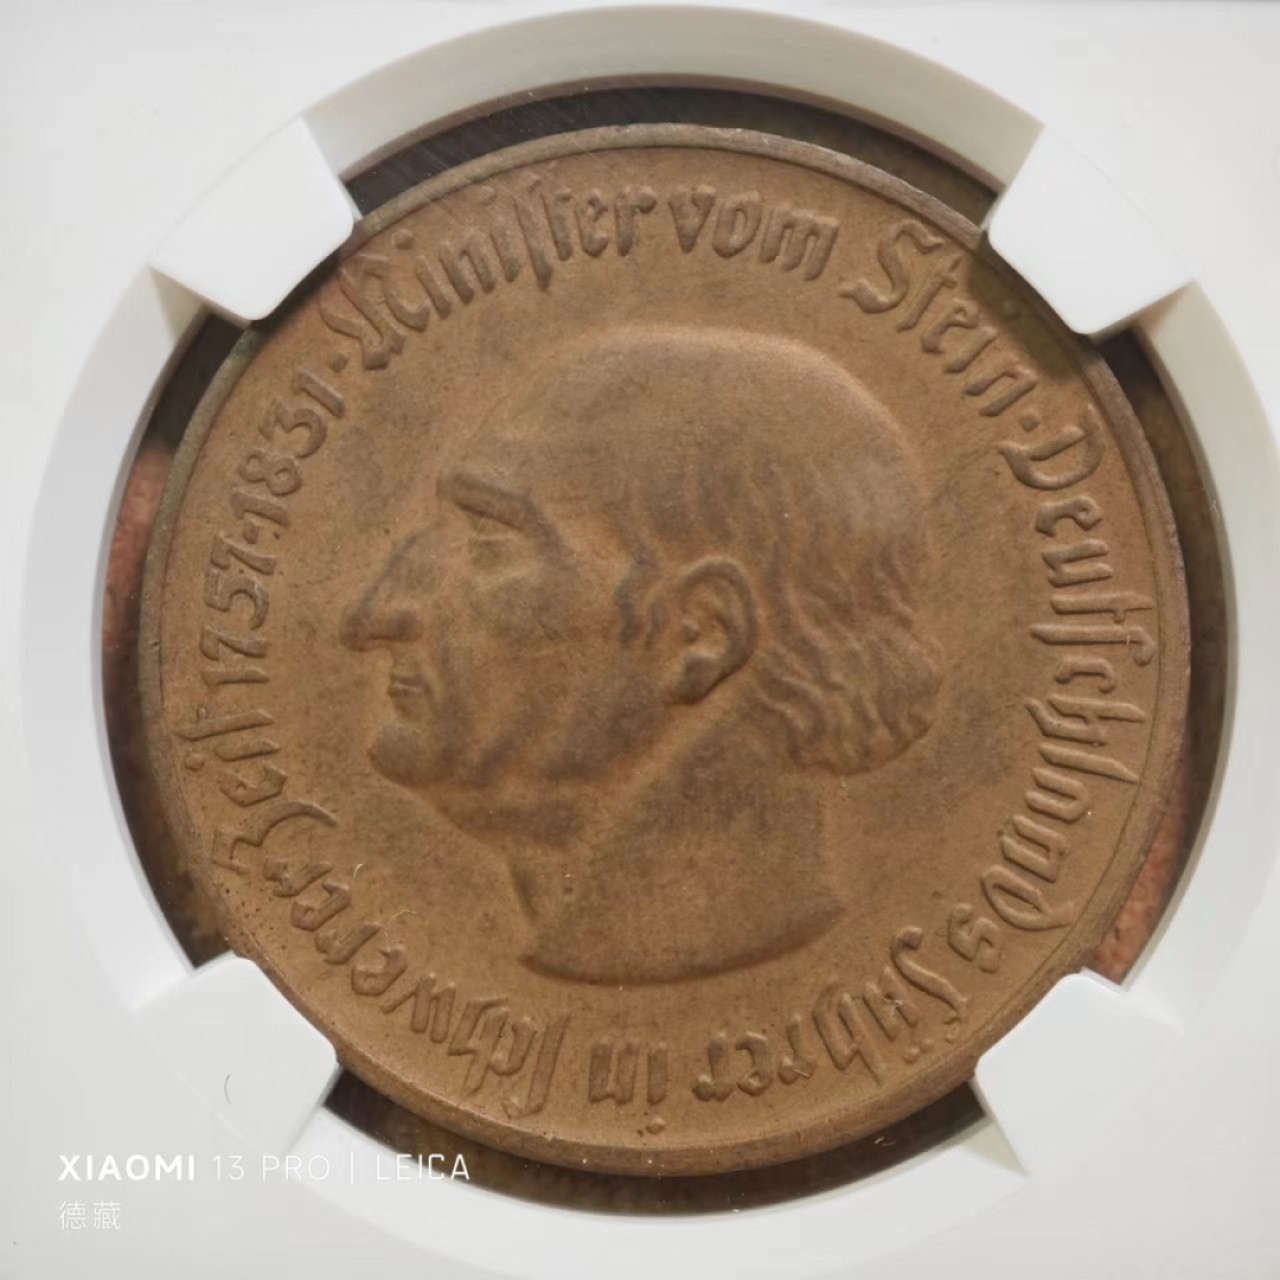 Minister vom Stein · Deutschlands Führer in schwerer Zeit 1757·1831 ·
XIAOMI 13 PRO | LEICA
德藏